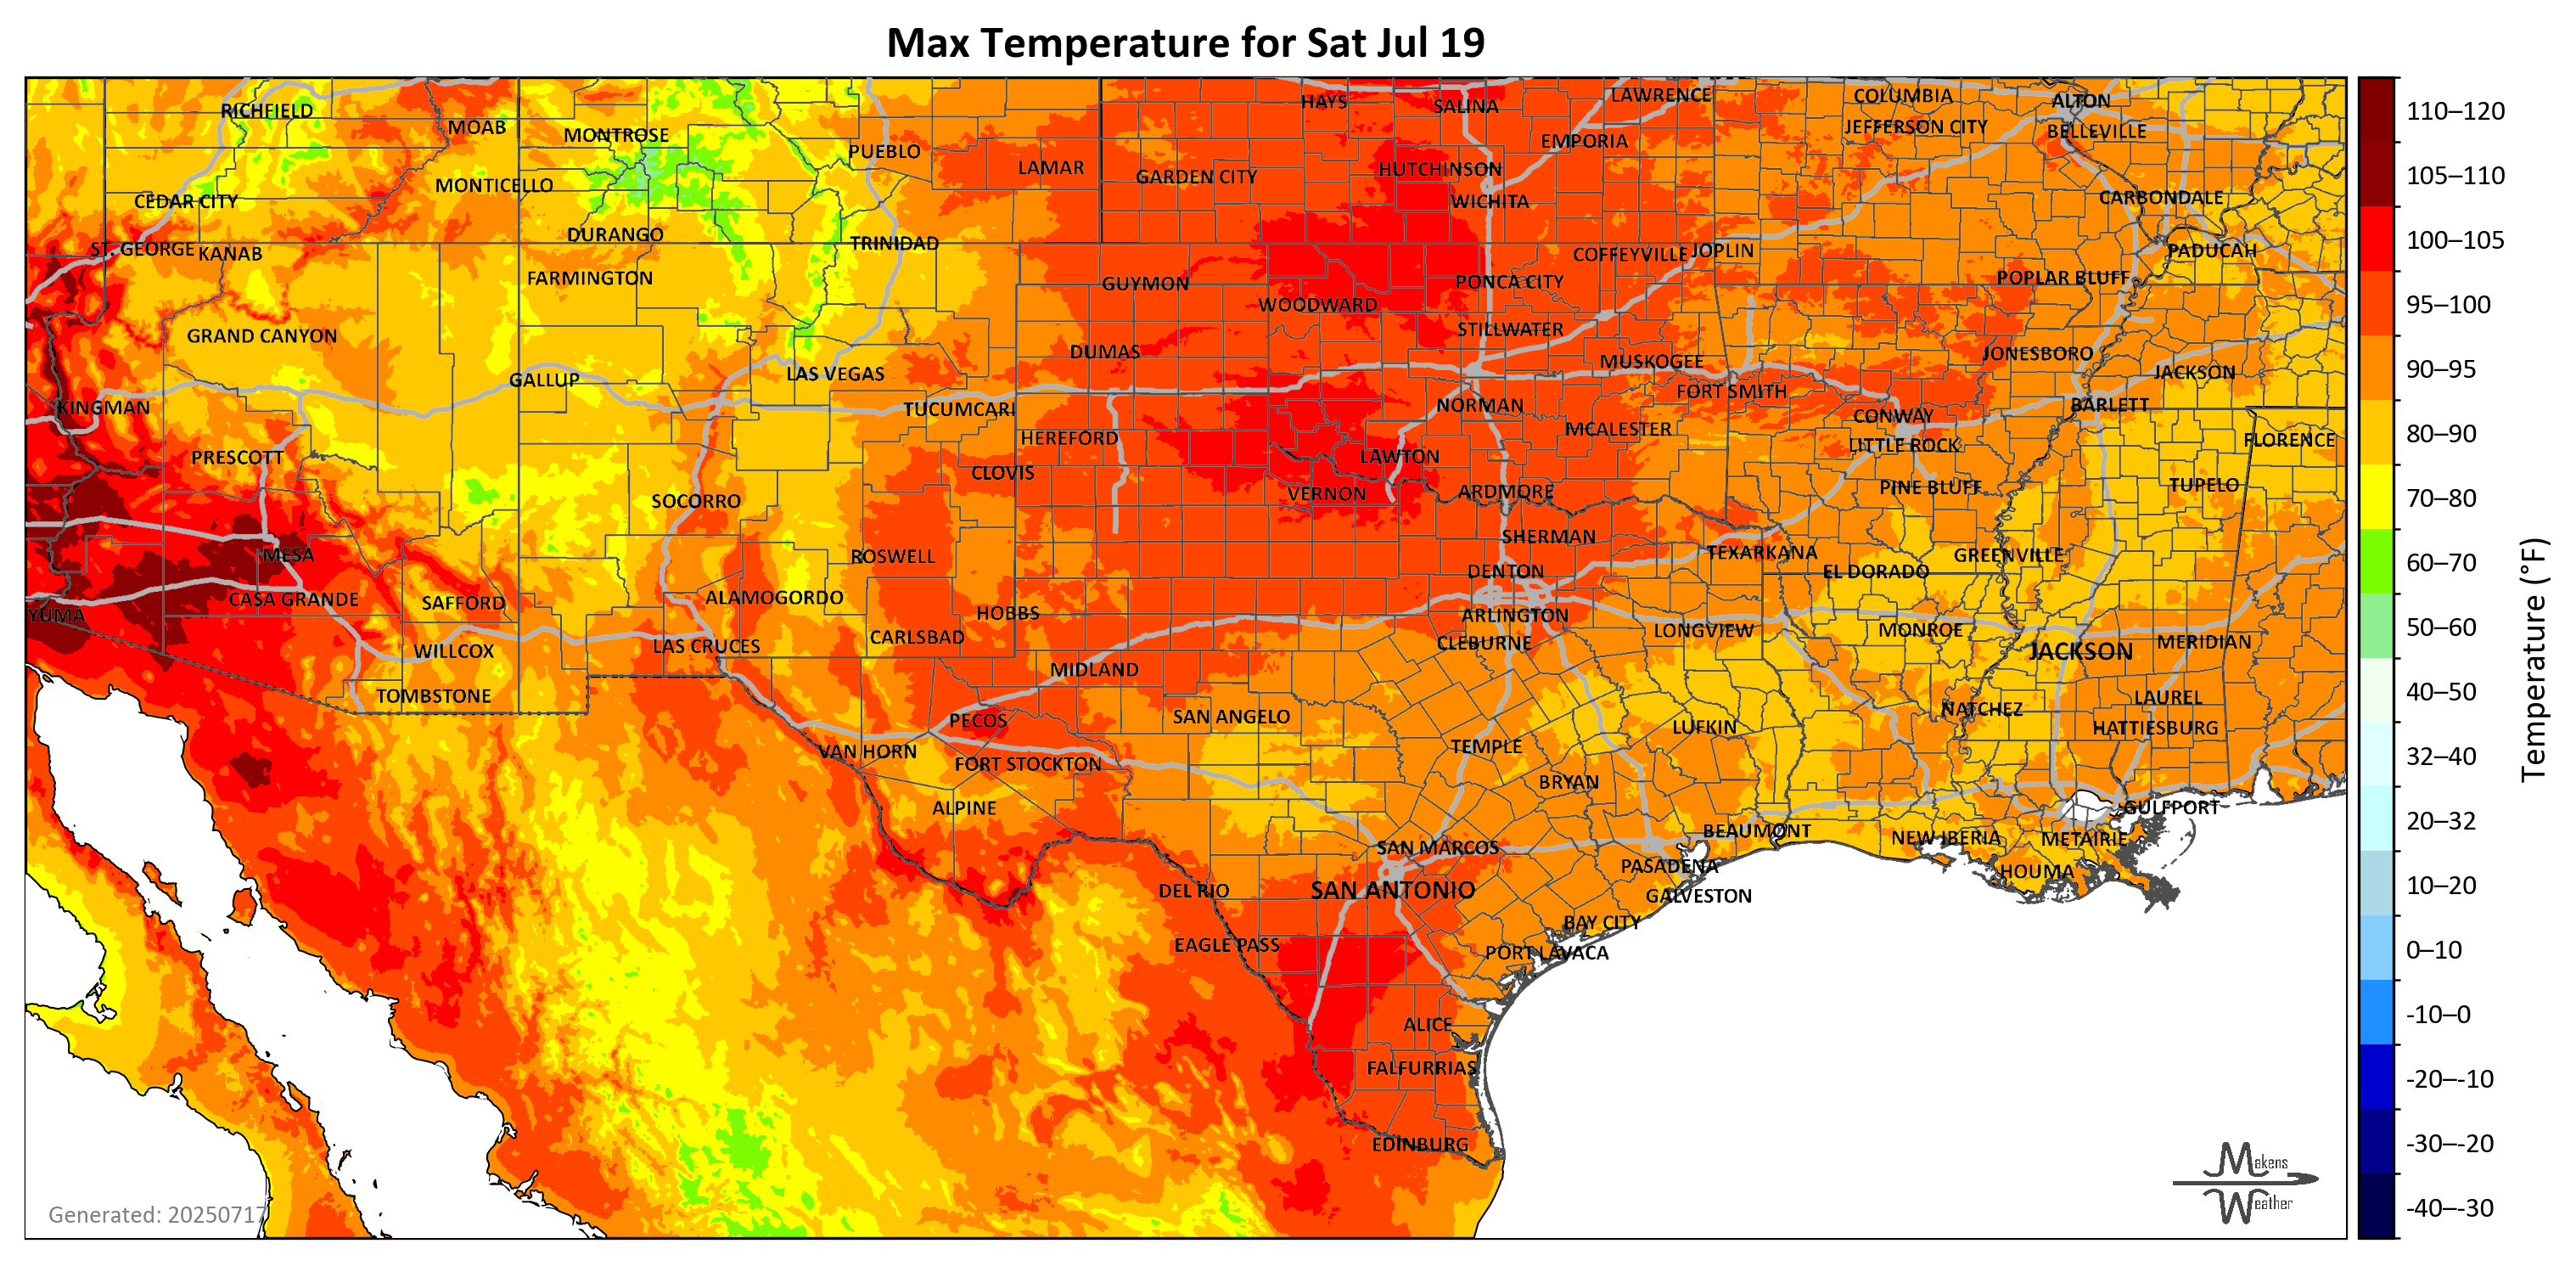 Max Temperature for Sat Jul 19
RICHFIELD
MOAB
MONTROSE
PUEBLO
LAMAR
HAYS
SALINA
LAWRENCE
EMPORIA
COLUMBIA
JEFFERSON CITY
ALTON
BELLEVILLE
CEDAR CITY
MONTICELLO
GARDEN CITY
HUTCHINSON
WICHITA
CARBONDALE
ST. GEORGE
KANAB
DURANGO
TRINIDAD
FARMINGTON
GUYMON
WOODWARD
PONCA CITY
COFFEYVILLE
JOPLIN
POPLAR BLUFF
PADUCAH
GRAND CANYON
DUMAS
STILLWATER
MUSKOGEE
JONESBORO
JACKSON
KINGMAN
GALLUP
LAS VEGAS
TUCUMCARI
NORMAN
FORT SMITH
CONWAY
BARLETT
PRESCOTT
HEREFORD
CLOVIS
LAWTON
MCALESTER
LITTLE ROCK
FLORENCE
SOCORRO
VERNON
ARDMORE
PINE BLUFF
TUPELO
MESA
ROSWELL
SHERMAN
TEXARKANA
GREENVILLE
CASA GRANDE
SAFFORD
ALAMOGORDO
HOBBS
DENTON
EL DORADO
YUMA
WILLCOX
LAS CRUCES
CARLSBAD
ARLINGTON
CLEBURNE
LONGVIEW
MONROE
JACKSON
MERIDIAN
TOMBSTONE
MIDLAND
PECOS
SAN ANGELO
LUFKIN
NATCHEZ
LAUREL
HATTIESBURG
VAN HORN
FORT STOCKTON
TEMPLE
BRYAN
ALPINE
SAN MARCOS
BEAUMONT
NEW IBERIA
METAIRIE
GULFPORT
DEL RIO
SAN ANTONIO
PASADENA
GALVESTON
HOUMA
EAGLE PASS
BAY CITY
PORT LAVACA
ALICE
FALFURRIAS
EDINBURG
Generated: 20250717
Makens
Weather
110–120
105–110
100–105
95–100
90–95
80–90
70–80
60–70
50–60
40–50
32–40
20–32
10–20
0–10
-10–0
-20–-10
-30–-20
-40–-30
Temperature (°F)